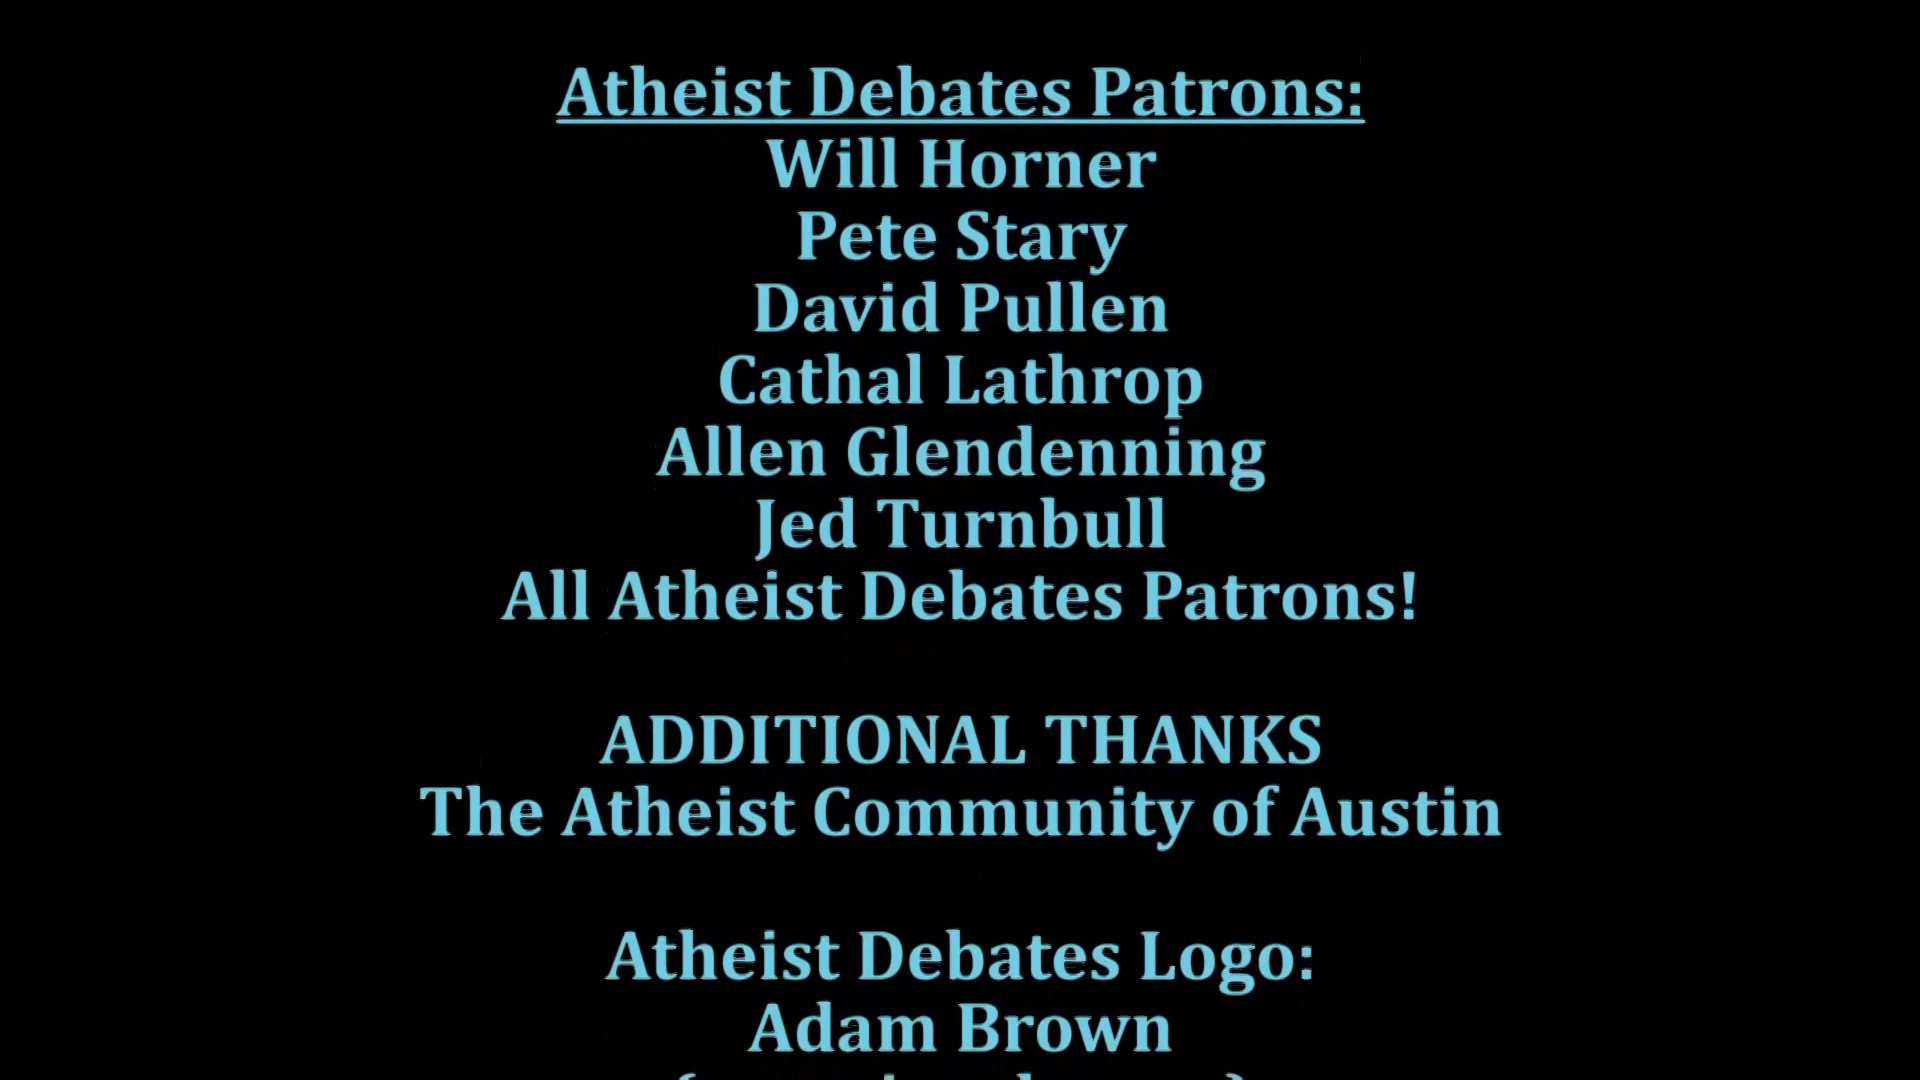 Atheist Debates Patrons:
Will Horner
Pete Stary
David Pullen
Cathal Lathrop
Allen Glendenning
Jed Turnbull
All Atheist Debates Patrons!
ADDITIONAL THANKS
The Atheist Community of Austin
Atheist Debates Logo:
Adam Brown